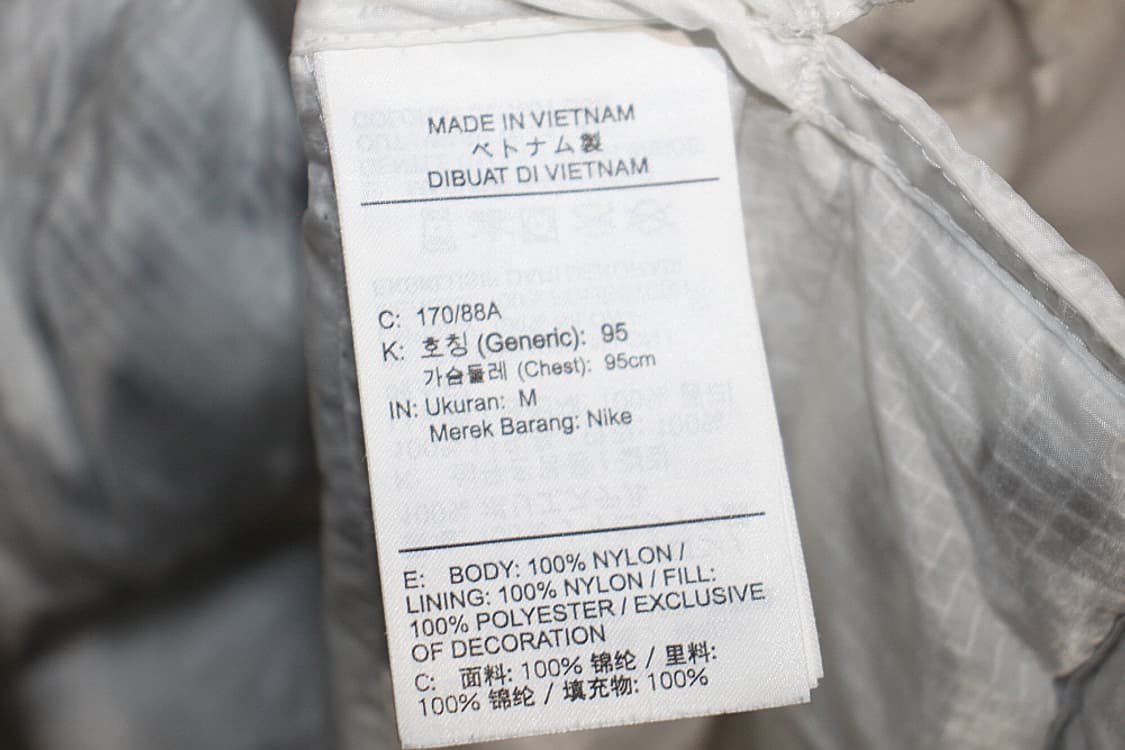 MADE IN VIETNAM
ベトナム製
DIBUAT DI VIETNAM
C: 170/88A
K: 호칭 (Generic): 95
가슴둘레 (Chest): 95cm
IN: Ukuran: M
Merek Barang: Nike
E: BODY: 100% NYLON /
LINING: 100% NYLON / FILL:
100% POLYESTER / EXCLUSIVE
OF DECORATION
C: 面料: 100% 锦纶 / 里料:
100% 锦纶 / 填充物: 100%